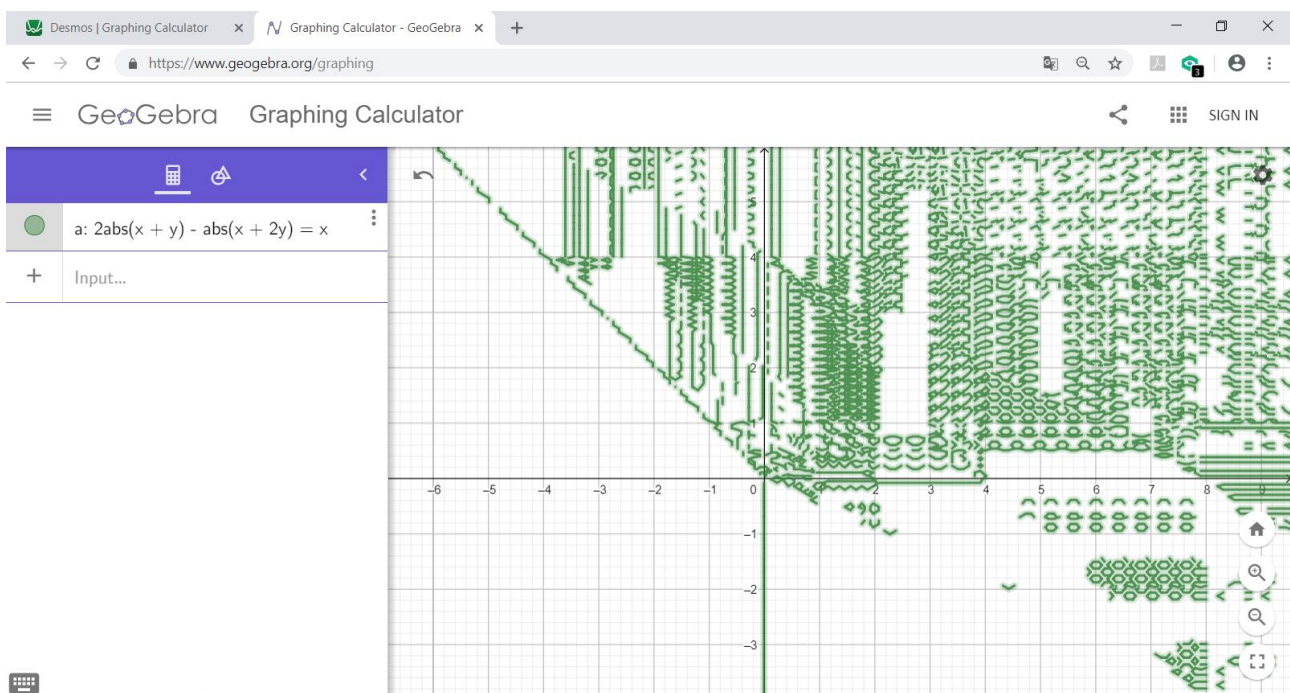 Desmos | Graphing Calculator
Graphing Calculator - GeoGebra
https://www.geogebra.org/graphing
3
GeoGebra Graphing Calculator
SIGN IN
a: 2abs(x + y) - abs(x + 2y) = x
Input...
5
4
3
2
–6 –5 –4 –3 –2 –1 0 1 2 3 4 5 6 7 8 9
–1
–2
–3